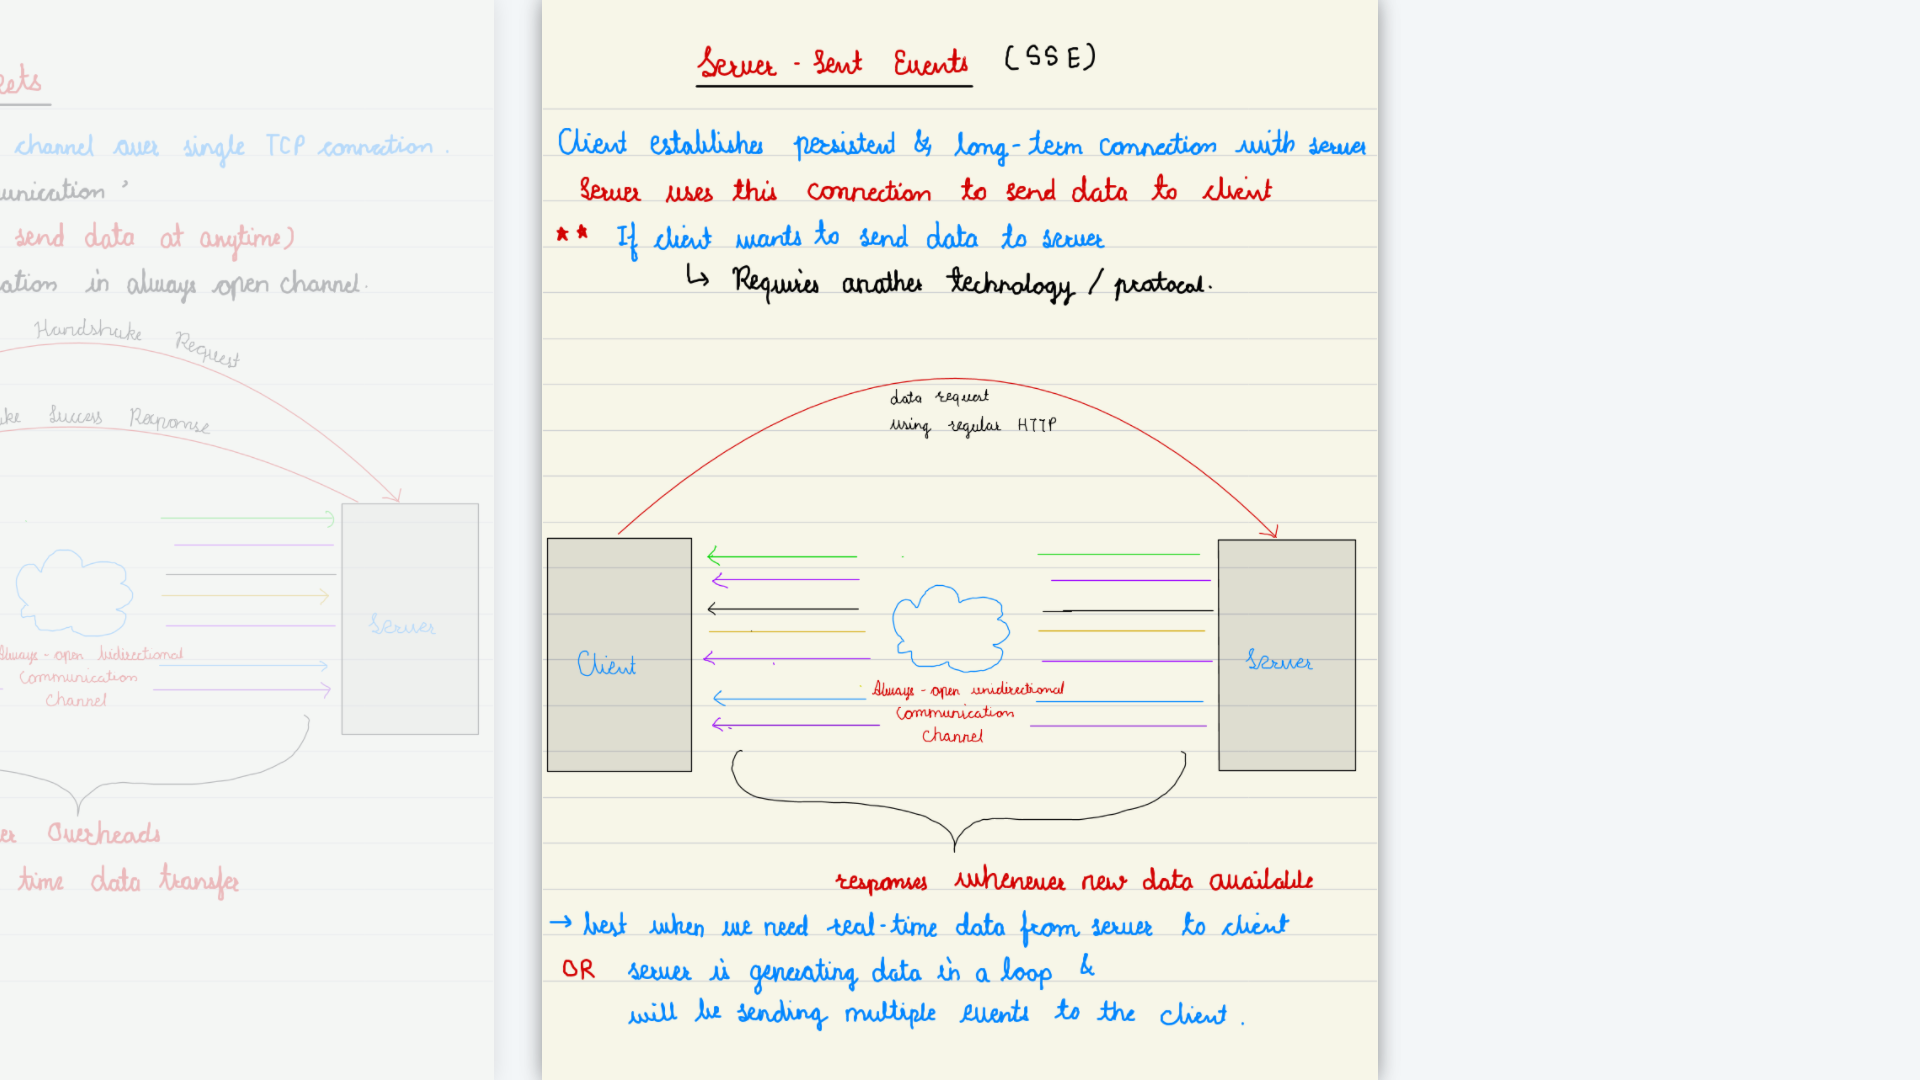 ets
channel over single TCP connection.
unication'
send data at anytime)
ation in always open channel.
Handshake Request
ke Success Response
Server
Always-open bidirectional
Communication
Channel
er Overheads
time data transfer
Server-Sent Events (SSE)
Client establishes persistent & long-term connection with server
Server uses this connection to send data to client
** If client wants to send data to server
↳ Requires another technology / protocol.
data request
using regular HTTP
Client
Server
Always-open unidirectional
Communication
Channel
responses whenever new data available
→ best when we need real-time data from server to client
OR server is generating data in a loop &
will be sending multiple events to the client.